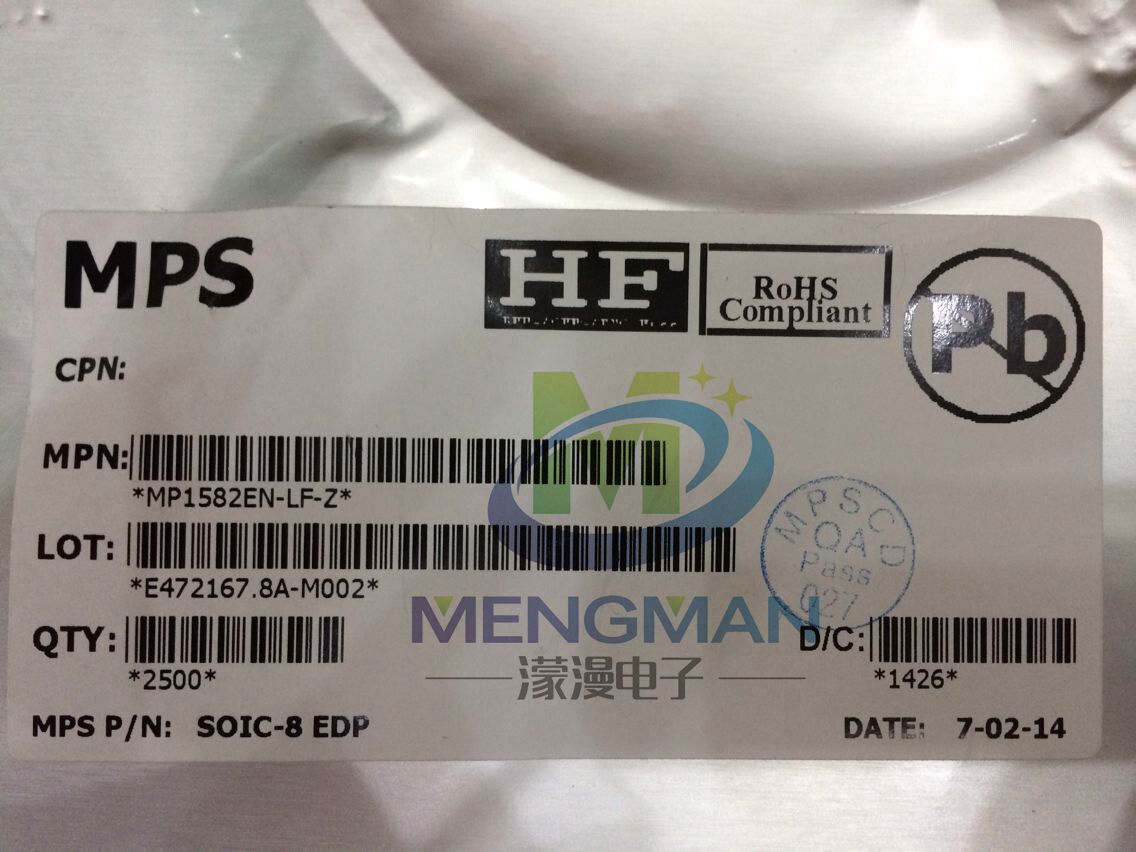 MPS
HF
RoHS
Compliant
Pb
CPN:
MPN:
*MP1582EN-LF-Z*
LOT:
*E472167.8A-M002*
QTY:
*2500*
MPSCD
QA
Pass
027
D/C:
*1426*
MPS P/N: SOIC-8 EDP
DATE: 7-02-14
M
MENGMAN
濛漫电子